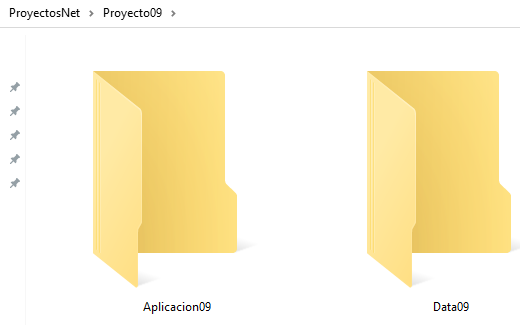 ProyectosNet > Proyecto09 >
Aplicacion09
Data09